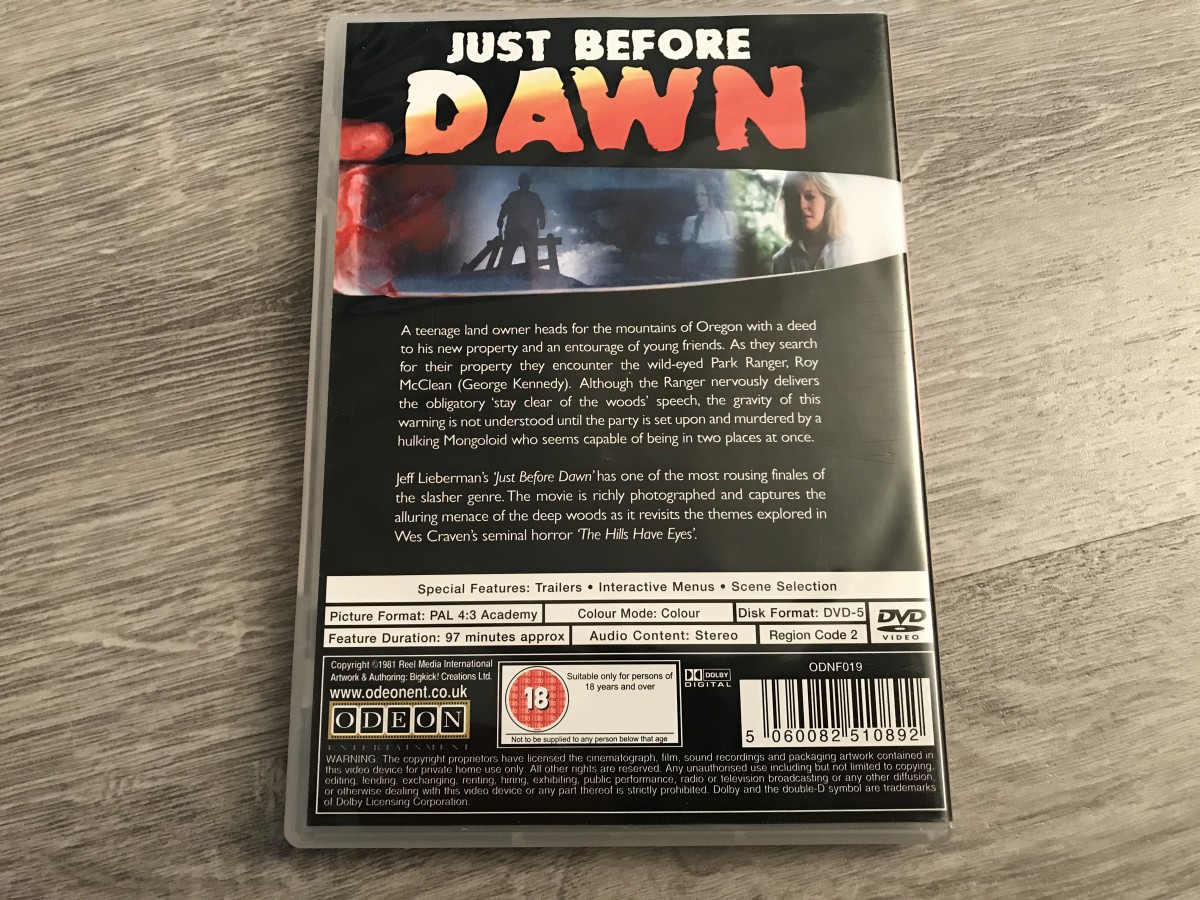 JUST BEFORE
DAWN
A teenage land owner heads for the mountains of Oregon with a deed
to his new property and an entourage of young friends. As they search
for their property they encounter the wild-eyed Park Ranger, Roy
McClean (George Kennedy). Although the Ranger nervously delivers
the obligatory 'stay clear of the woods' speech, the gravity of this
warning is not understood until the party is set upon and murdered by a
hulking Mongoloid who seems capable of being in two places at once.
Jeff Lieberman's 'Just Before Dawn' has one of the most rousing finales of
the slasher genre. The movie is richly photographed and captures the
alluring menace of the deep woods as it revisits the themes explored in
Wes Craven's seminal horror 'The Hills Have Eyes'.
Special Features: Trailers • Interactive Menus • Scene Selection
Picture Format: PAL 4:3 Academy
Colour Mode: Colour
Disk Format: DVD-5
DVD
VIDEO
Feature Duration: 97 minutes approx
Audio Content: Stereo
Region Code 2
Copyright ©1981 Reel Media International
Artwork & Authoring: Bigkick! Creations Ltd.
www.odeonent.co.uk
ODEON
ENTERTAINMENT
18
Suitable only for persons of
18 years and over
Not to be supplied to any person below that age
DOLBY
DIGITAL
ODNF019
5 060082 510892
WARNING: The copyright proprietors have licensed the cinematograph, film, sound recordings and packaging artwork contained in
this video device for private home use only. All other rights are reserved. Any unauthorised use including but not limited to copying,
editing, lending, exchanging, renting, hiring, exhibiting, public performance, radio or television broadcasting or any other diffusion,
or otherwise dealing with this video device or any part thereof is strictly prohibited. Dolby and the double-D symbol are trademarks
of Dolby Licensing Corporation.